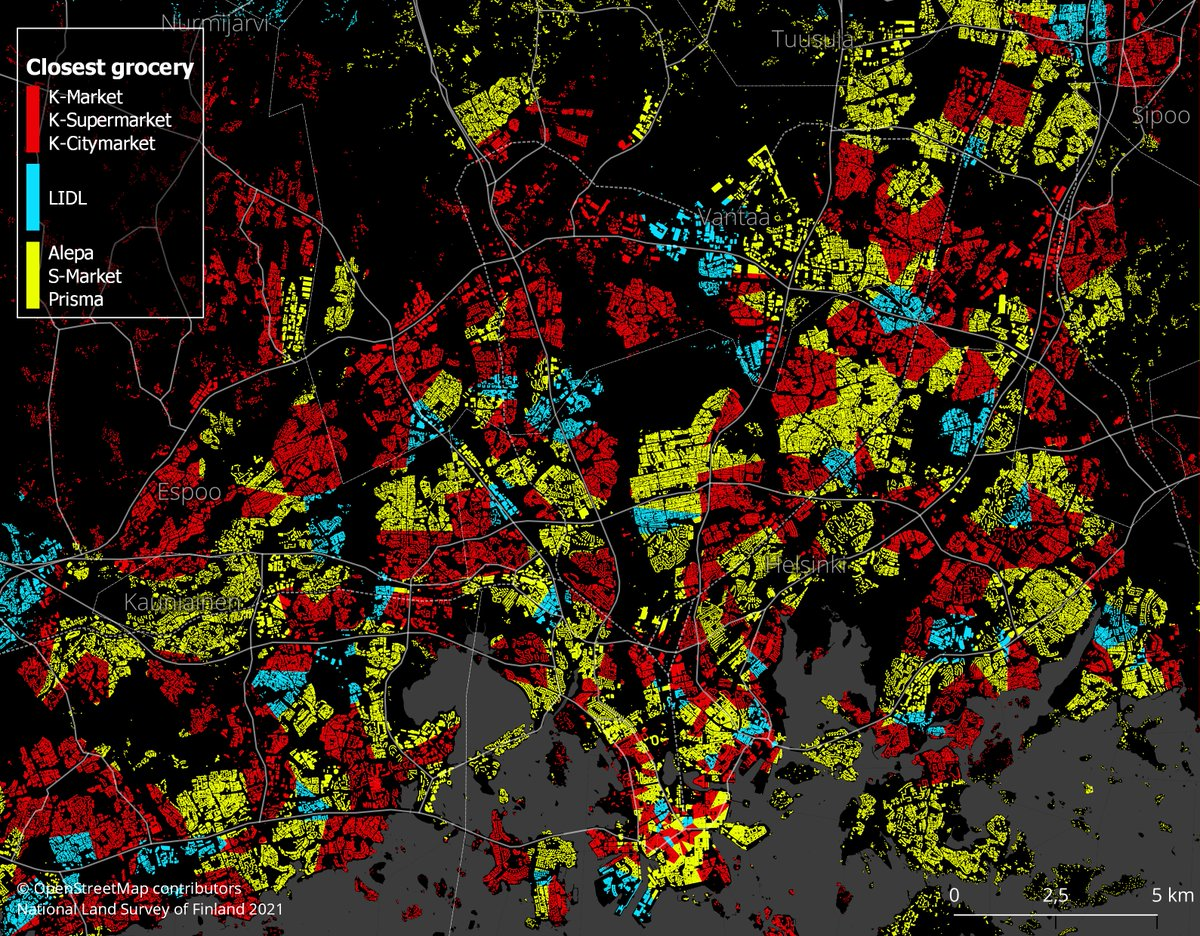 Nurmijärvi
Tuusula
Closest grocery
K-Market
K-Supermarket
K-Citymarket
LIDL
Alepa
S-Market
Prisma
Sipoo
Vantaa
Espoo
Helsinki
Kauniainen
© OpenStreetMap contributors
National Land Survey of Finland 2021
0 2,5 5 km